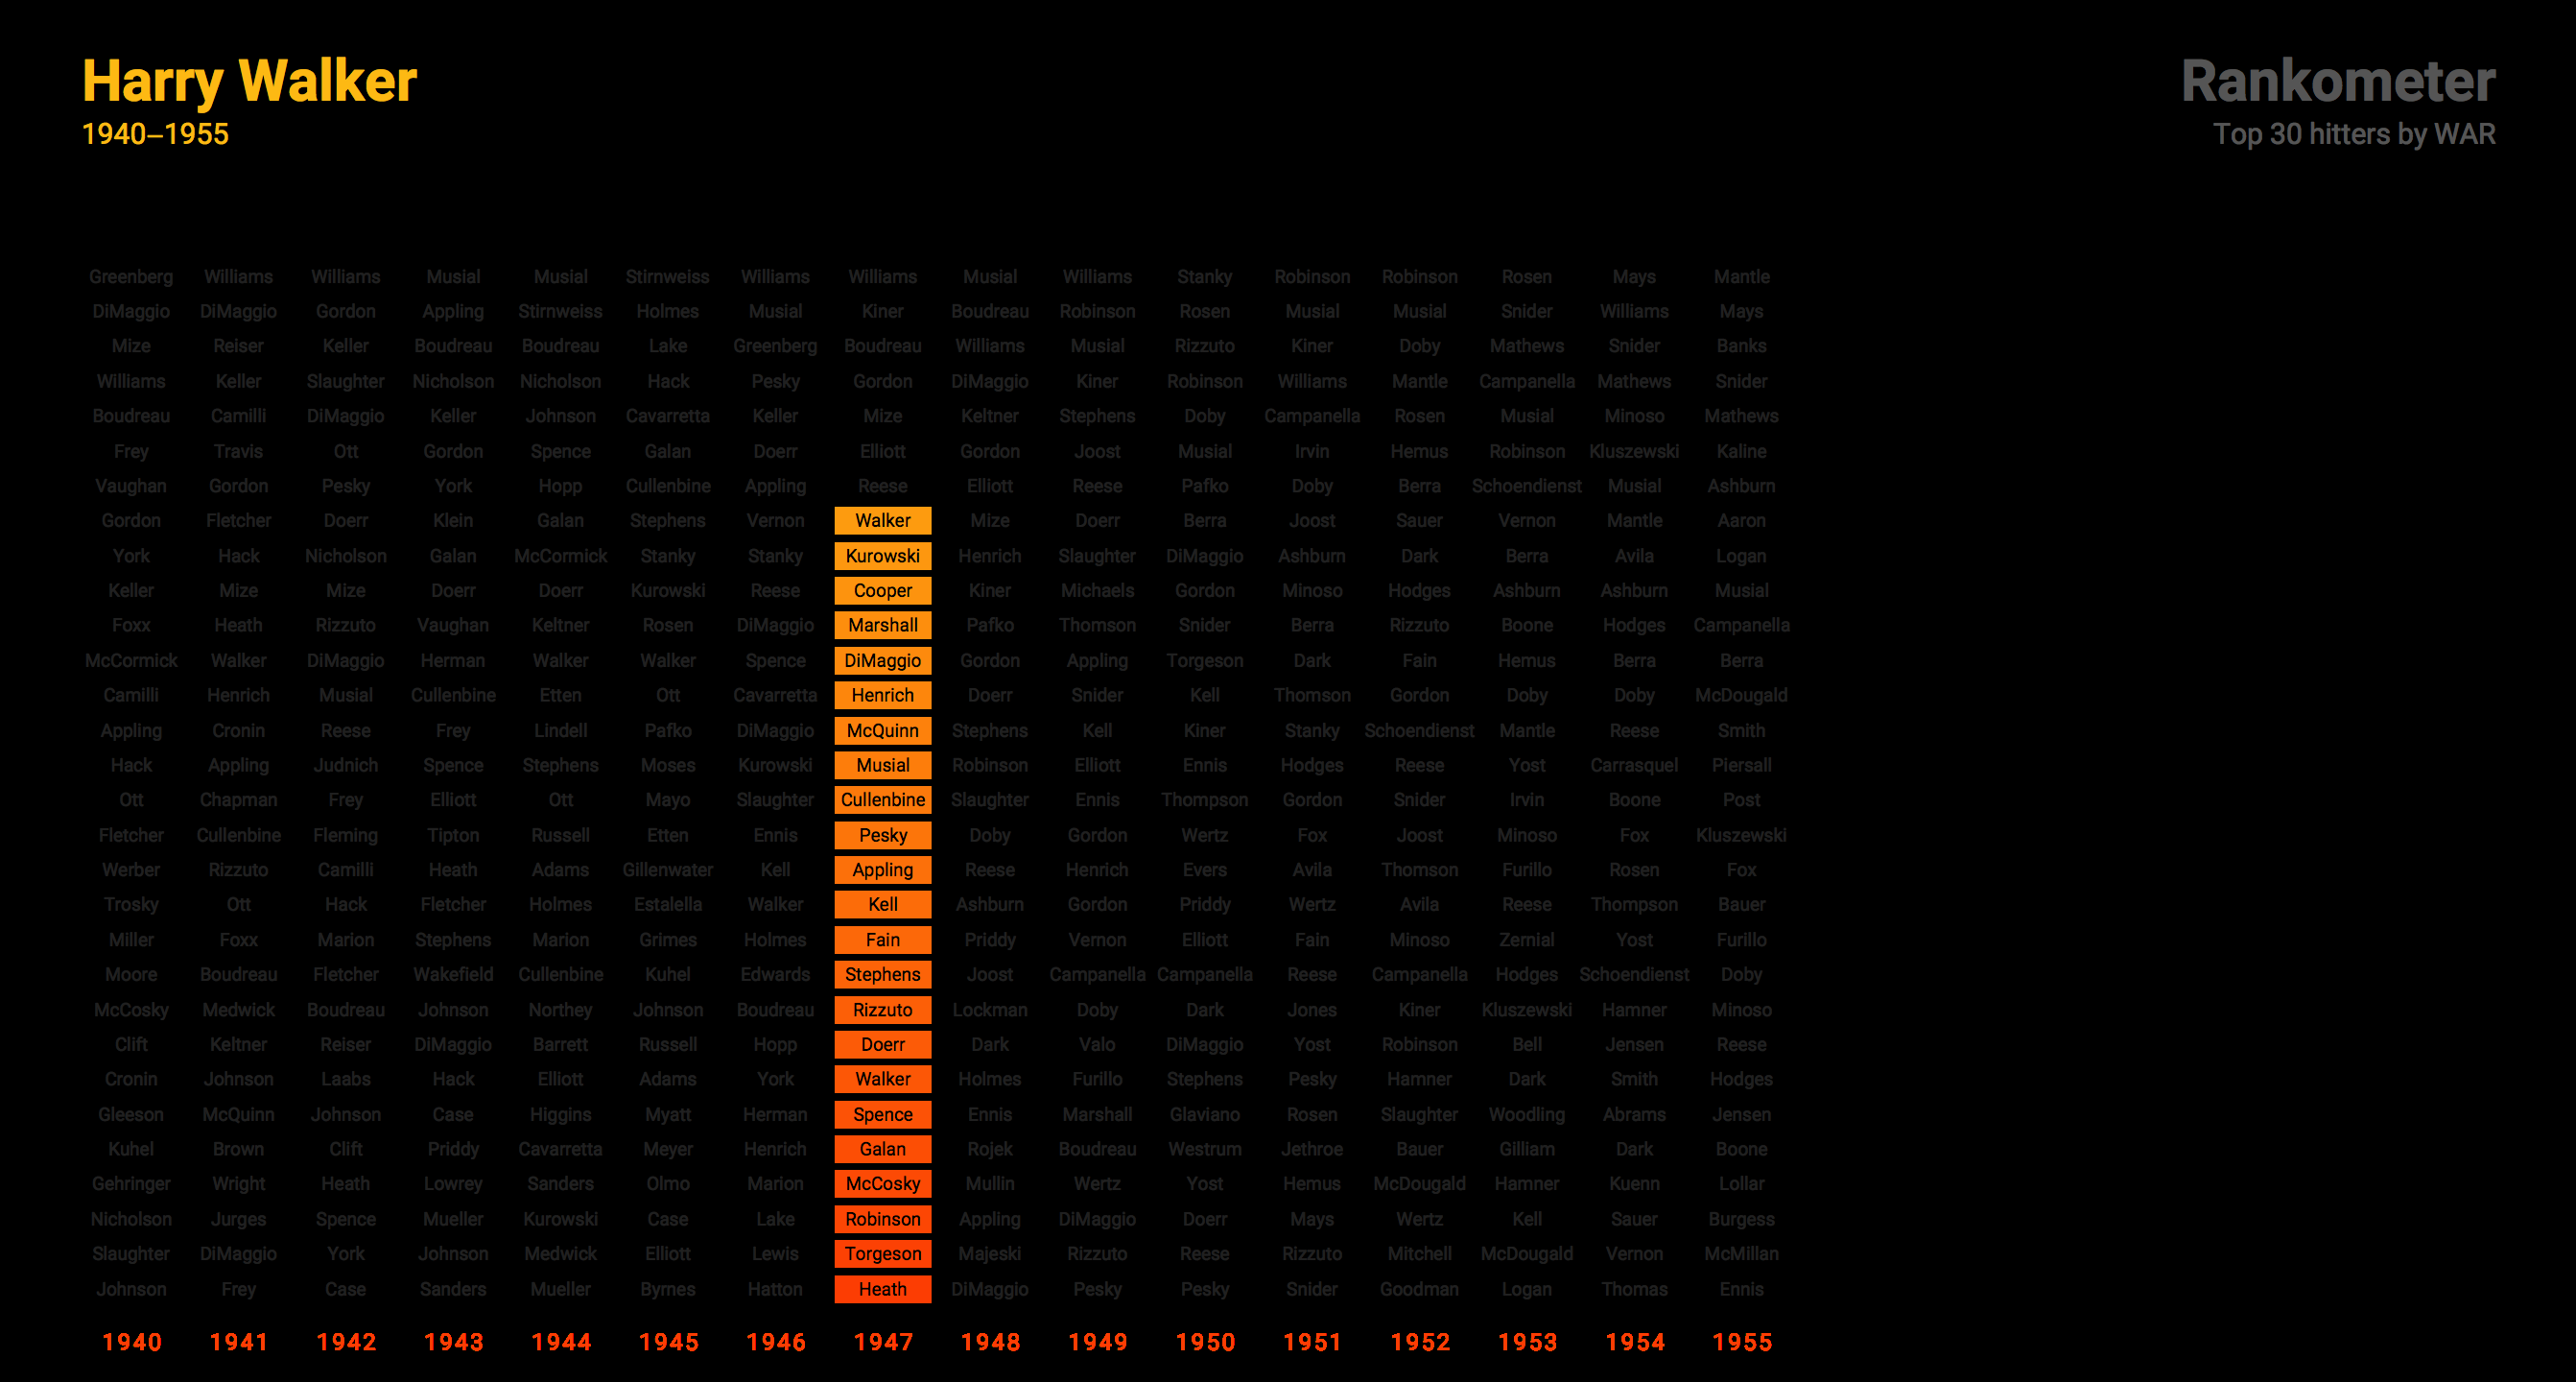 Harry Walker Rankometer
1940–1955 Top 30 hitters by WAR
Greenberg Williams Williams Musial Musial Stirnweiss Williams Williams Musial Williams Stanky Robinson Robinson Rosen Mays Mantle
DiMaggio DiMaggio Gordon Appling Stirnweiss Holmes Musial Kiner Boudreau Robinson Rosen Musial Musial Snider Williams Mays
Mize Reiser Keller Boudreau Boudreau Lake Greenberg Boudreau Williams Musial Rizzuto Kiner Doby Mathews Snider Banks
Williams Keller Slaughter Nicholson Nicholson Hack Pesky Gordon DiMaggio Kiner Robinson Williams Mantle Campanella Mathews Snider
Boudreau Camilli DiMaggio Keller Johnson Cavarretta Keller Mize Keltner Stephens Doby Campanella Rosen Musial Minoso Mathews
Frey Travis Ott Gordon Spence Galan Doerr Elliott Gordon Joost Musial Irvin Hemus Robinson Kluszewski Kaline
Vaughan Gordon Pesky York Hopp Cullenbine Appling Reese Elliott Reese Pafko Doby Berra Schoendienst Musial Ashburn
Gordon Fletcher Doerr Klein Galan Stephens Vernon Walker Mize Doerr Berra Joost Sauer Vernon Mantle Aaron
York Hack Nicholson Galan McCormick Stanky Stanky Kurowski Henrich Slaughter DiMaggio Ashburn Dark Berra Avila Logan
Keller Mize Mize Doerr Doerr Kurowski Reese Cooper Kiner Michaels Gordon Minoso Hodges Ashburn Ashburn Musial
Foxx Heath Rizzuto Vaughan Keltner Rosen DiMaggio Marshall Pafko Thomson Snider Berra Rizzuto Boone Hodges Campanella
McCormick Walker DiMaggio Herman Walker Walker Spence DiMaggio Gordon Appling Torgeson Dark Fain Hemus Berra Berra
Camilli Henrich Musial Cullenbine Etten Ott Cavarretta Henrich Doerr Snider Kell Thomson Gordon Doby Doby McDougald
Appling Cronin Reese Frey Lindell Pafko DiMaggio McQuinn Stephens Kell Kiner Stanky Schoendienst Mantle Reese Smith
Hack Appling Judnich Spence Stephens Moses Kurowski Musial Robinson Elliott Ennis Hodges Reese Yost Carrasquel Piersall
Ott Chapman Frey Elliott Ott Mayo Slaughter Cullenbine Slaughter Ennis Thompson Gordon Snider Irvin Boone Post
Fletcher Cullenbine Fleming Tipton Russell Etten Ennis Pesky Doby Gordon Wertz Fox Joost Minoso Fox Kluszewski
Werber Rizzuto Camilli Heath Adams Gillenwater Kell Appling Reese Henrich Evers Avila Thomson Furillo Rosen Fox
Trosky Ott Hack Fletcher Holmes Estalella Walker Kell Ashburn Gordon Priddy Wertz Avila Reese Thompson Bauer
Miller Foxx Marion Stephens Marion Grimes Holmes Fain Priddy Vernon Elliott Fain Minoso Zernial Yost Furillo
Moore Boudreau Fletcher Wakefield Cullenbine Kuhel Edwards Stephens Joost Campanella Campanella Reese Campanella Hodges Schoendienst Doby
McCosky Medwick Boudreau Johnson Northey Johnson Boudreau Rizzuto Lockman Doby Dark Jones Kiner Kluszewski Hamner Minoso
Clift Keltner Reiser DiMaggio Barrett Russell Hopp Doerr Dark Valo DiMaggio Yost Robinson Bell Jensen Reese
Cronin Johnson Laabs Hack Elliott Adams York Walker Holmes Furillo Stephens Pesky Hamner Dark Smith Hodges
Gleeson McQuinn Johnson Case Higgins Myatt Herman Spence Ennis Marshall Glaviano Rosen Slaughter Woodling Abrams Jensen
Kuhel Brown Clift Priddy Cavarretta Meyer Henrich Galan Rojek Boudreau Westrum Jethroe Bauer Gilliam Dark Boone
Gehringer Wright Heath Lowrey Sanders Olmo Marion McCosky Mullin Wertz Yost Hemus McDougald Hamner Kuenn Lollar
Nicholson Jurges Spence Mueller Kurowski Case Lake Robinson Appling DiMaggio Doerr Mays Wertz Kell Sauer Burgess
Slaughter DiMaggio York Johnson Medwick Elliott Lewis Torgeson Majeski Rizzuto Reese Rizzuto Mitchell McDougald Vernon McMillan
Johnson Frey Case Sanders Mueller Byrnes Hatton Heath DiMaggio Pesky Pesky Snider Goodman Logan Thomas Ennis
1940 1941 1942 1943 1944 1945 1946 1947 1948 1949 1950 1951 1952 1953 1954 1955